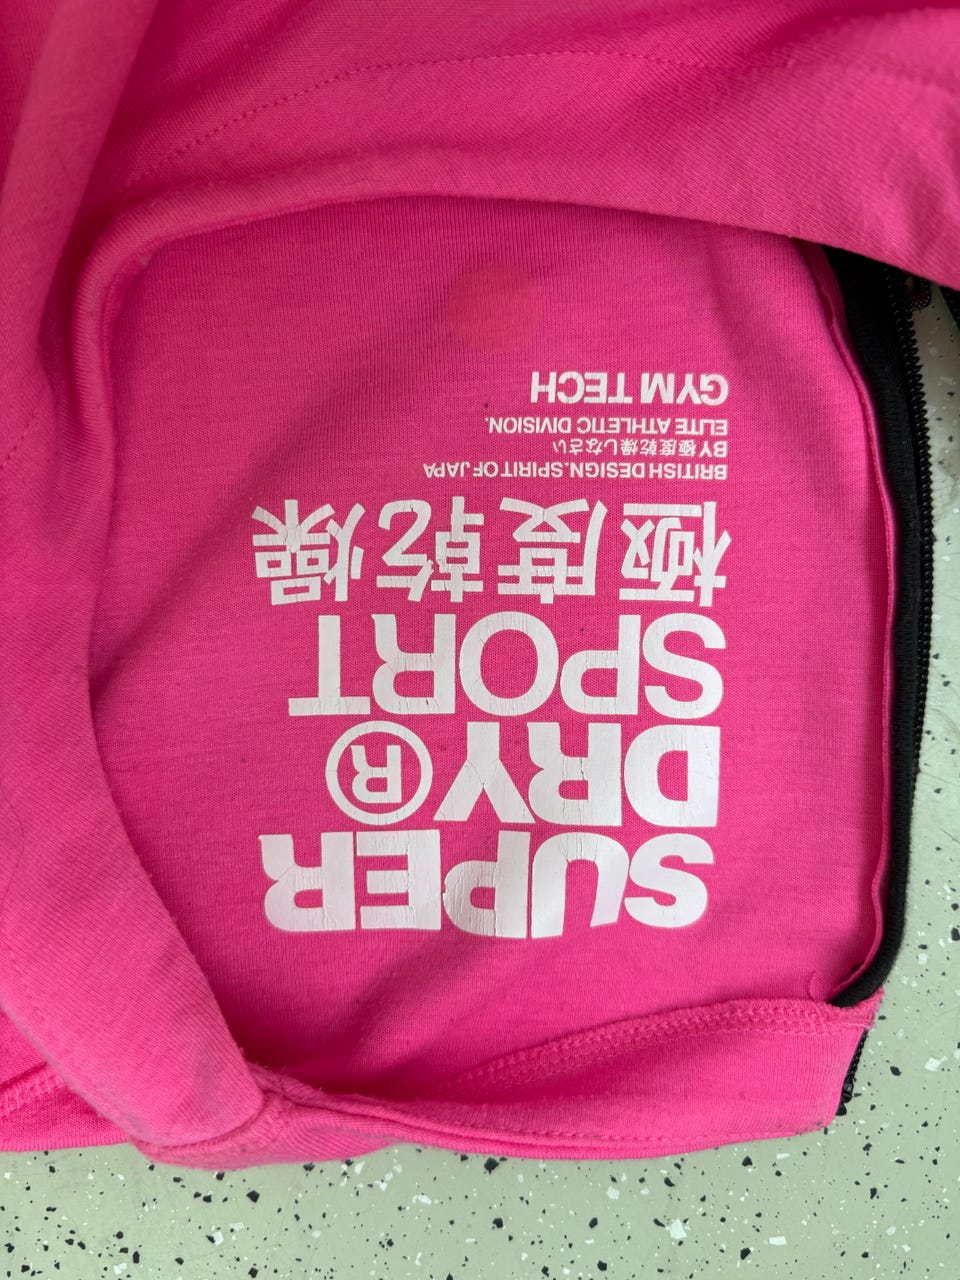 SUPER
DRY®
SPORT
極度乾燥
BRITISH DESIGN. SPIRIT OF JAPA
BY 極度乾燥しなさい
ELITE ATHLETIC DIVISION.
GYM TECH